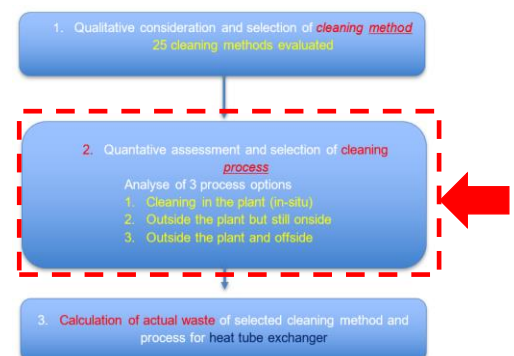 1. Qualitative consideration and selection of cleaning method
25 cleaning methods evaluated
2. Quantative assessment and selection of cleaning
process
Analyse of 3 process options
1. Cleaning in the plant (in-situ)
2. Outside the plant but still onside
3. Outside the plant and offside
3. Calculation of actual waste of selected cleaning method and
process for heat tube exchanger